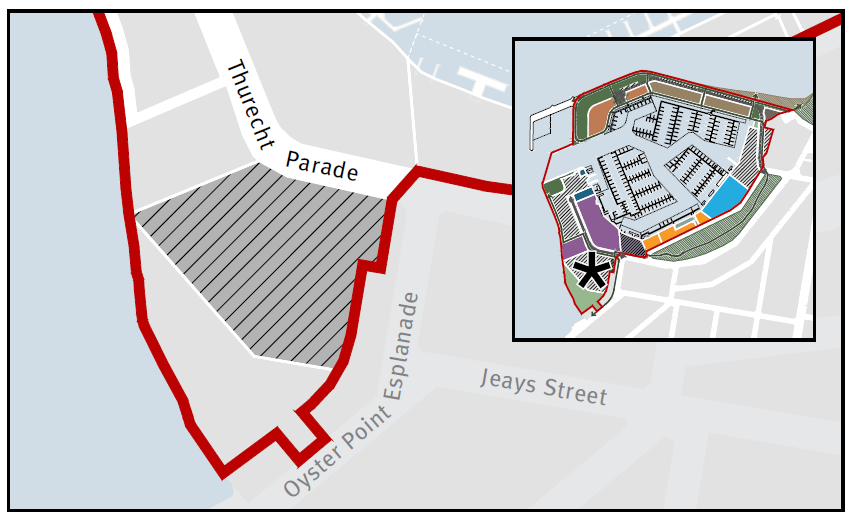 Thurecht Parade
Oyster Point Esplanade
Jeays Street